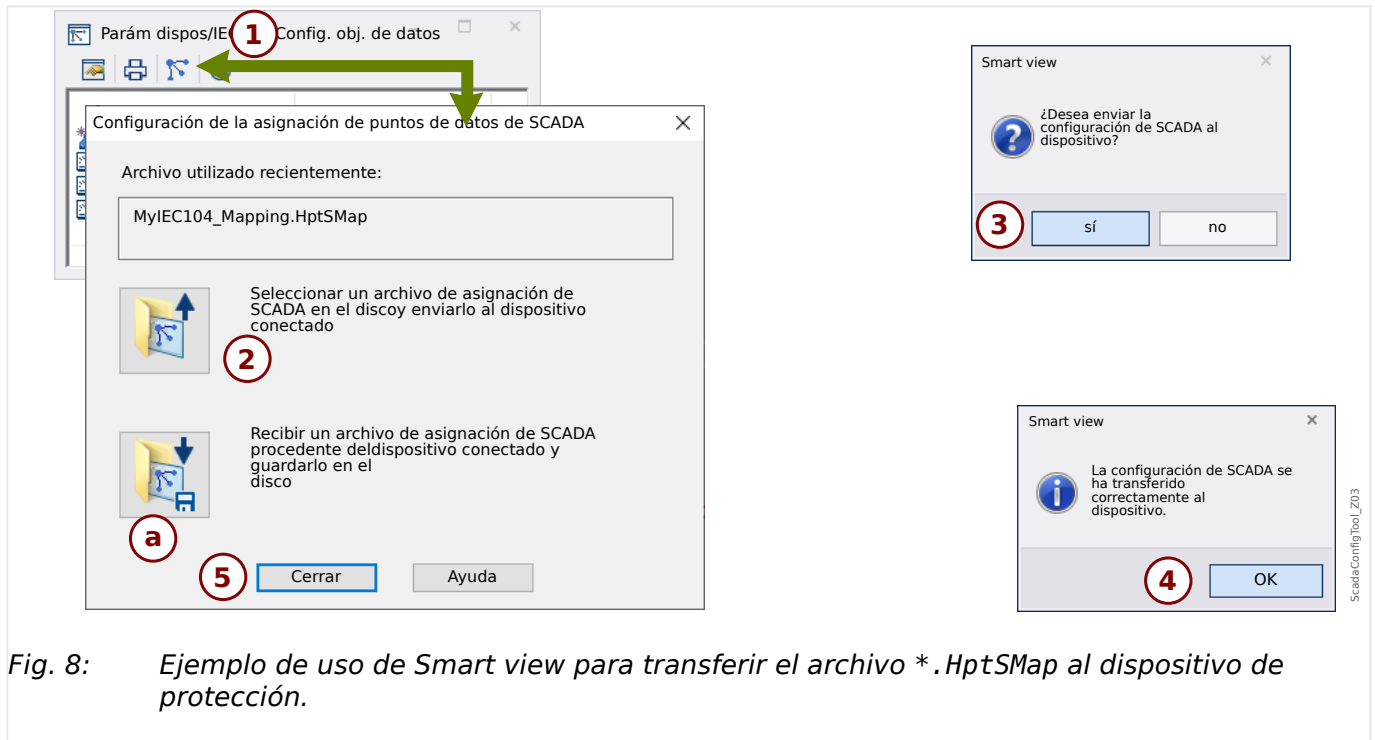 Parám dispos/IE
1
Config. obj. de datos
Configuración de la asignación de puntos de datos de SCADA
Archivo utilizado recientemente:
MyIEC104_Mapping.HptSMap
Seleccionar un archivo de asignación de
SCADA en el discoy enviarlo al dispositivo
conectado
2
Recibir un archivo de asignación de SCADA
procedente deldispositivo conectado y
guardarlo en el
disco
a
5
Cerrar
Ayuda
Smart view
¿Desea enviar la
configuración de SCADA al
dispositivo?
3
sí
no
Smart view
La configuración de SCADA se
ha transferido
correctamente al
dispositivo.
4
OK
ScadaConfigTool_Z03
Fig. 8: Ejemplo de uso de Smart view para transferir el archivo *.HptSMap al dispositivo de
protección.